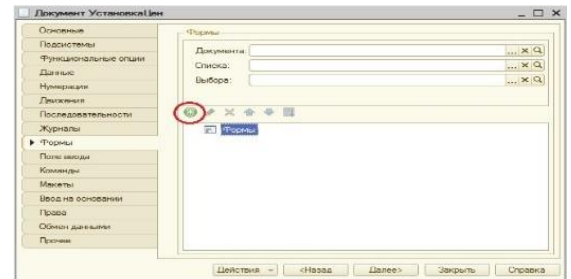 Документ УстановкаЦен
Основные
Подсистемы
Функциональные опции
Данные
Нумерация
Движения
Последовательности
Журналы
Формы
Поле ввода
Команды
Макеты
Ввод на основании
Права
Обмен данными
Прочее
Формы
Документа:
Списка:
Выбора:
Формы
Действия
<Назад
Далее>
Закрыть
Справка